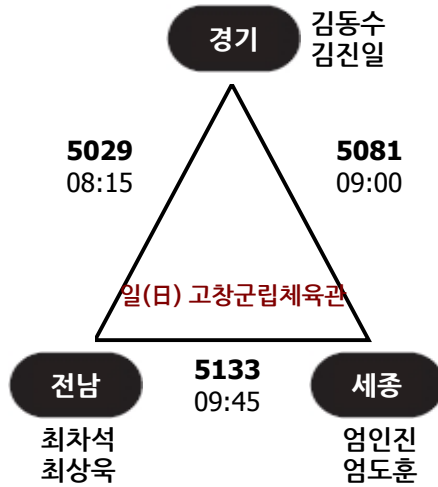 경기
김동수
김진일
5029
08:15
5081
09:00
일(日) 고창군립체육관
5133
09:45
전남
최차석
최상욱
세종
엄인진
엄도훈